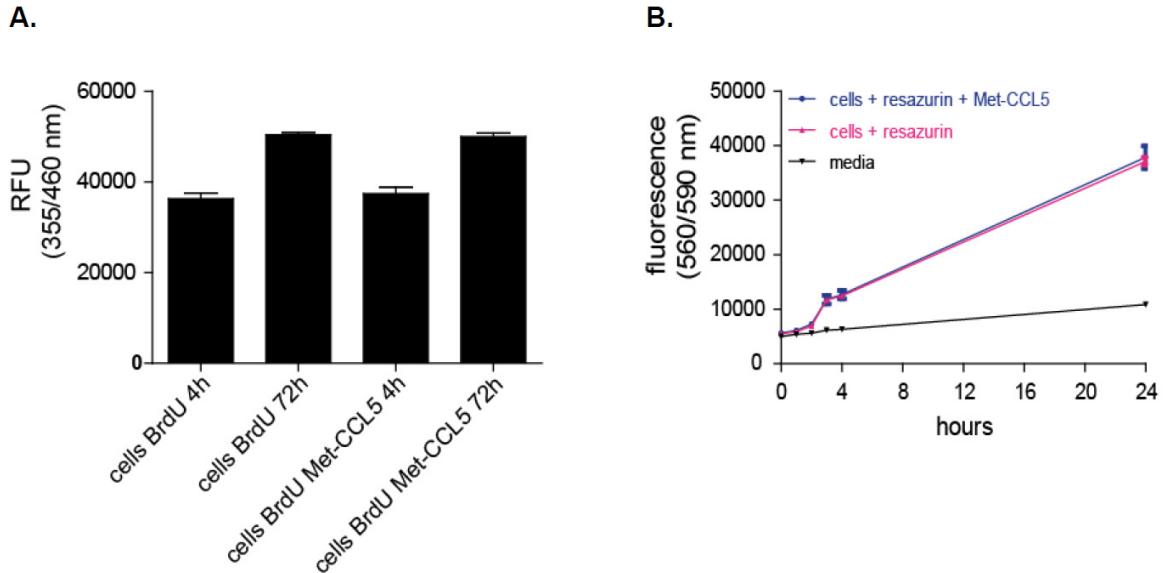 A.
B.
60000
40000
20000
0
RFU
(355/460 nm)
cells BrdU 4h
cells BrdU 72h
cells BrdU Met-CCL5 4h
cells BrdU Met-CCL5 72h
50000
40000
30000
20000
10000
0
fluorescence
(560/590 nm)
cells + resazurin + Met-CCL5
cells + resazurin
media
0 4 8 12 16 20 24
hours